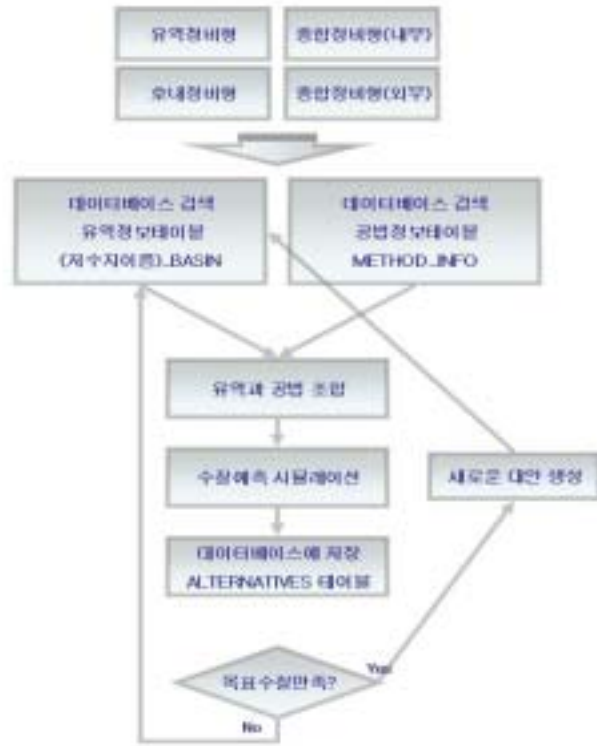 유역정비형
종합정비형(내부)
호내정비형
종합정비형(외부)
데이터베이스 검색
유역정보테이블
(저수지이름)_BASIN
데이터베이스 검색
공법정보테이블
METHOD_INFO
유역과 공법 조합
수질예측 시뮬레이션
새로운 대안 생성
데이터베이스에 저장
ALTERNATIVES 테이블
목표수질만족?
Yes
No